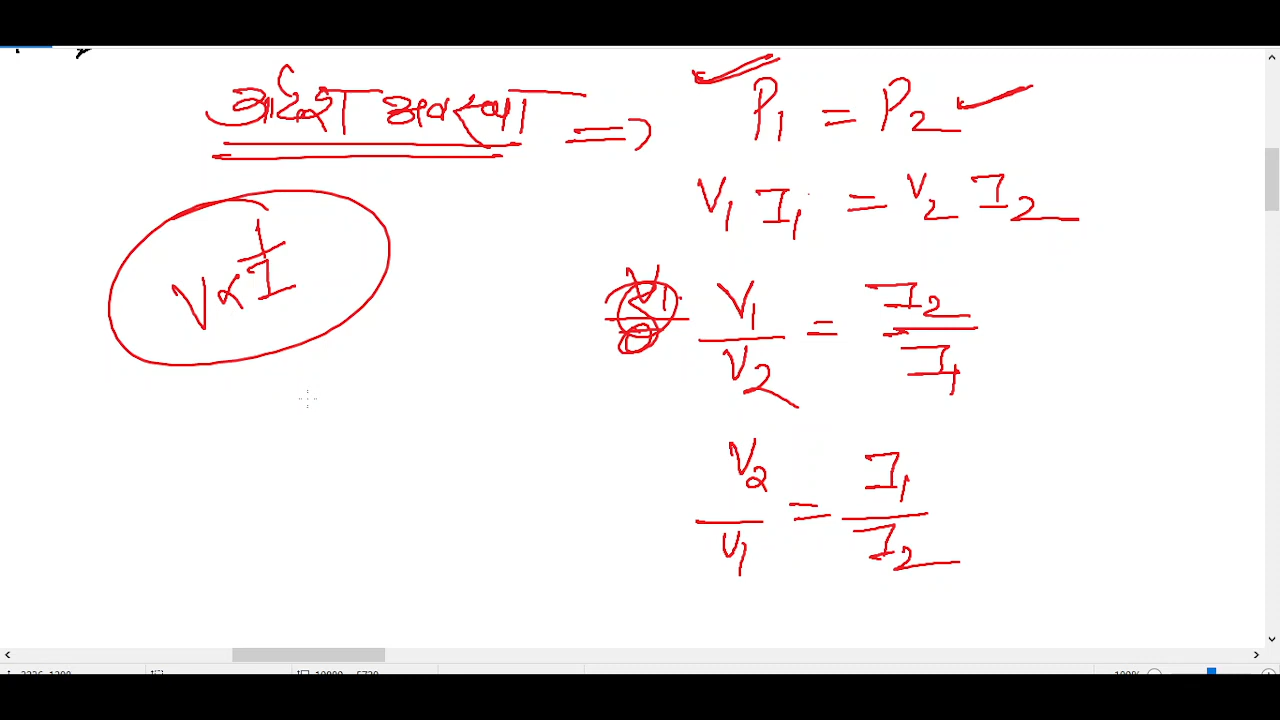 आदर्श अवस्था => P₁ = P₂
V₁ I₁ = V₂ I₂
V ∝ 1/I
V₁/V₂ = I₂/I₁
V₂/V₁ = I₁/I₂